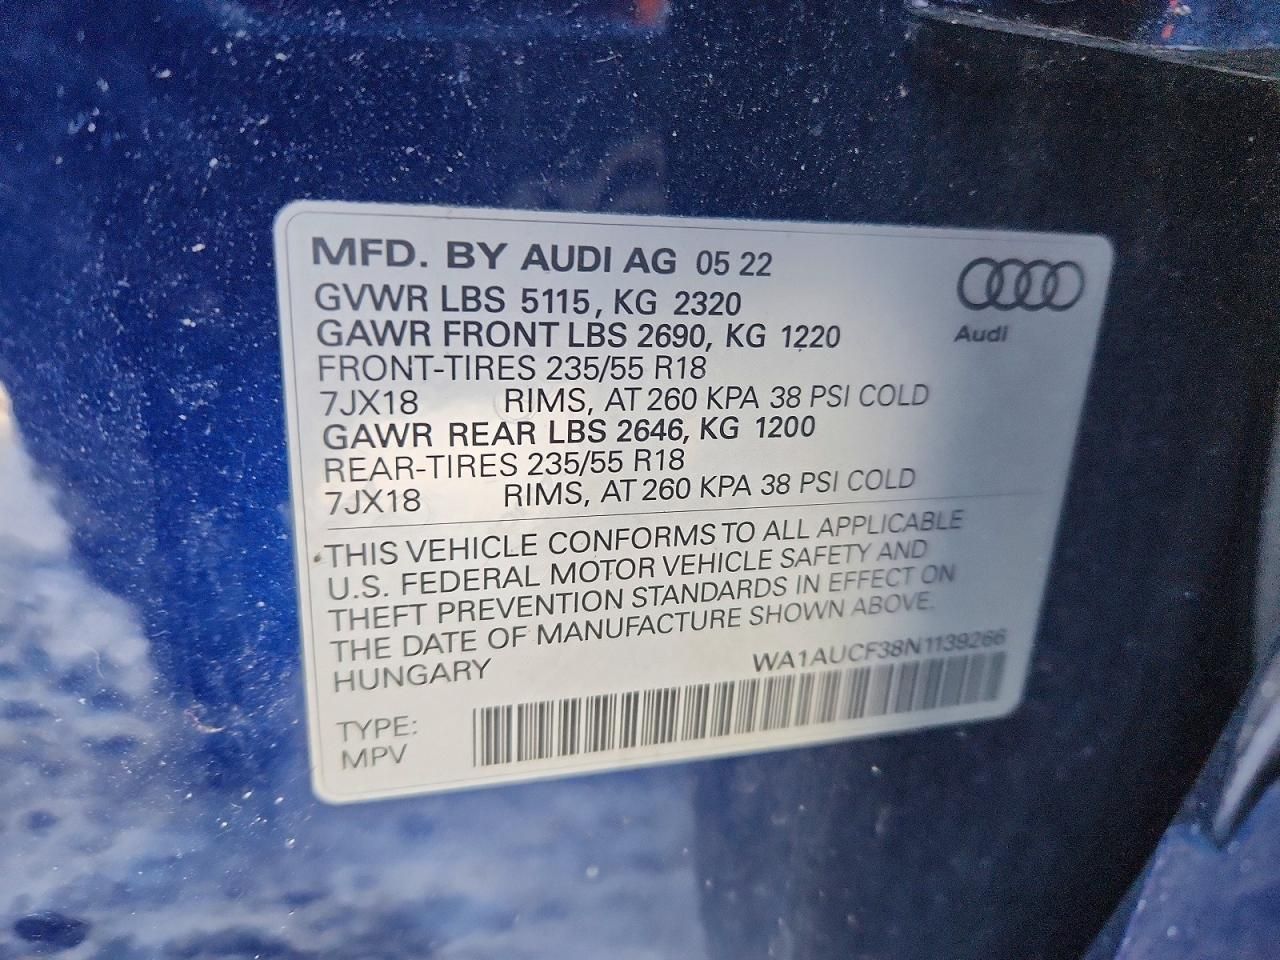 MFD. BY AUDI AG 05 22
GVWR LBS 5115, KG 2320
GAWR FRONT LBS 2690, KG 1220
FRONT-TIRES 235/55 R18
7JX18 RIMS, AT 260 KPA 38 PSI COLD
GAWR REAR LBS 2646, KG 1200
REAR-TIRES 235/55 R18
7JX18 RIMS, AT 260 KPA 38 PSI COLD
Audi
THIS VEHICLE CONFORMS TO ALL APPLICABLE
U.S. FEDERAL MOTOR VEHICLE SAFETY AND
THEFT PREVENTION STANDARDS IN EFFECT ON
THE DATE OF MANUFACTURE SHOWN ABOVE.
HUNGARY
WA1AUCF38N1139266
TYPE:
MPV